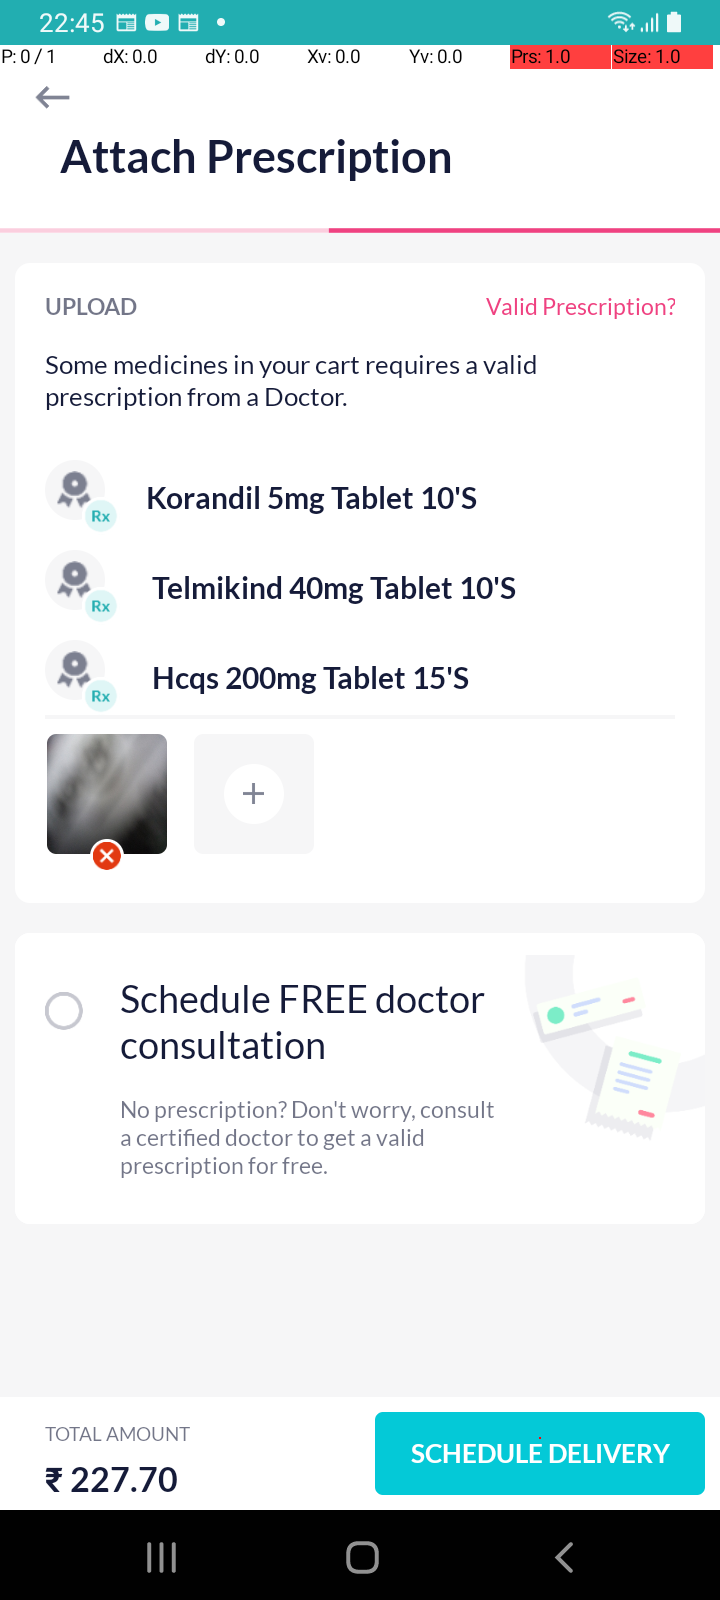 22:45
P: 0 / 1 dX: 0.0 dY: 0.0 Xv: 0.0 Yv: 0.0 Prs: 1.0 Size: 1.0
Attach Prescription
UPLOAD Valid Prescription?
Some medicines in your cart requires a valid
prescription from a Doctor.
Rx Korandil 5mg Tablet 10'S
Rx Telmikind 40mg Tablet 10'S
Rx Hcqs 200mg Tablet 15'S
Schedule FREE doctor
consultation
No prescription? Don't worry, consult
a certified doctor to get a valid
prescription for free.
TOTAL AMOUNT
₹ 227.70
SCHEDULE DELIVERY